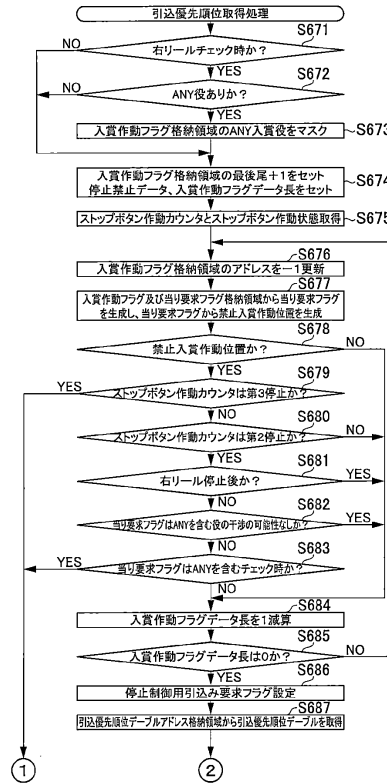 引込優先順位取得処理
S671
右リールチェック時か?
NO
YES
S672
ANY役ありか?
NO
YES
入賞作動フラグ格納領域のANY入賞役をマスク
S673
入賞作動フラグ格納領域の最後尾+1をセット
停止禁止データ、入賞作動フラグデータ長をセット
S674
ストップボタン作動カウンタとストップボタン作動状態取得
S675
S676
入賞作動フラグ格納領域のアドレスを-1更新
S677
入賞作動フラグ及び当り要求フラグ格納領域から当り要求フラグ
を生成し、当り要求フラグから禁止入賞作動位置を生成
S678
禁止入賞作動位置か?
NO
YES
S679
ストップボタン作動カウンタは第3停止か?
YES
NO
S680
ストップボタン作動カウンタは第2停止か?
NO
YES
S681
右リール停止後か?
YES
NO
S682
当り要求フラグはANYを含む役の干渉の可能性なしか?
YES
NO
S683
当り要求フラグはANYを含むチェック時か?
YES
NO
S684
入賞作動フラグデータ長を1減算
S685
入賞作動フラグデータ長は0か?
NO
YES
S686
停止制御用引込み要求フラグ設定
S687
引込優先順位テーブルアドレス格納領域から引込優先順位テーブルを取得
1
2